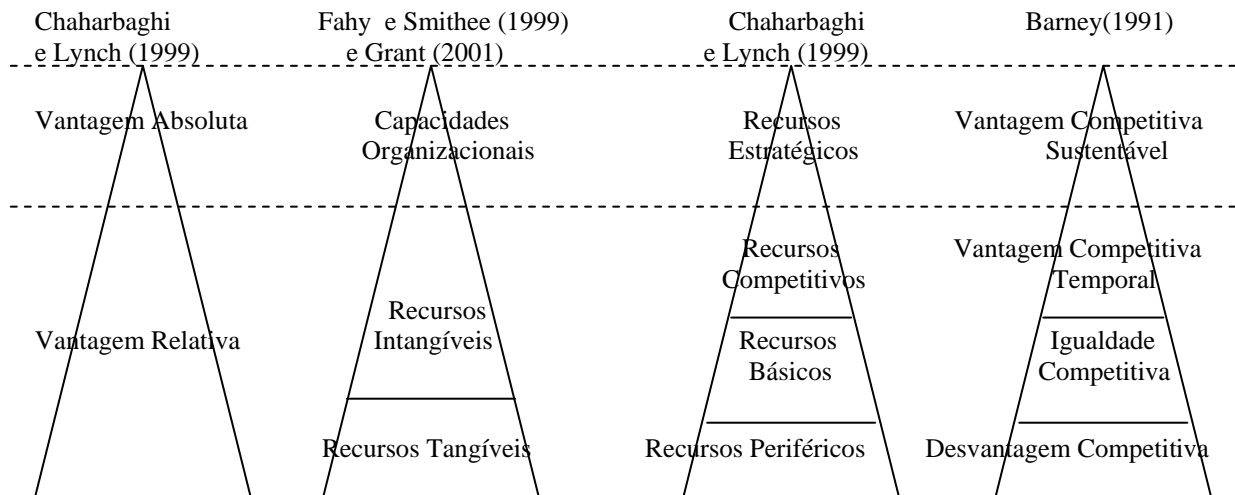 Chaharbaghi
e Lynch (1999)
Fahy e Smithee (1999)
e Grant (2001)
Chaharbaghi
e Lynch (1999)
Barney(1991)
Vantagem Absoluta
Capacidades
Organizacionais
Recursos
Estratégicos
Vantagem Competitiva
Sustentável
Vantagem Relativa
Recursos
Intangíveis
Recursos Tangíveis
Recursos
Competitivos
Recursos
Básicos
Recursos Periféricos
Vantagem Competitiva
Temporal
Igualdade
Competitiva
Desvantagem Competitiva